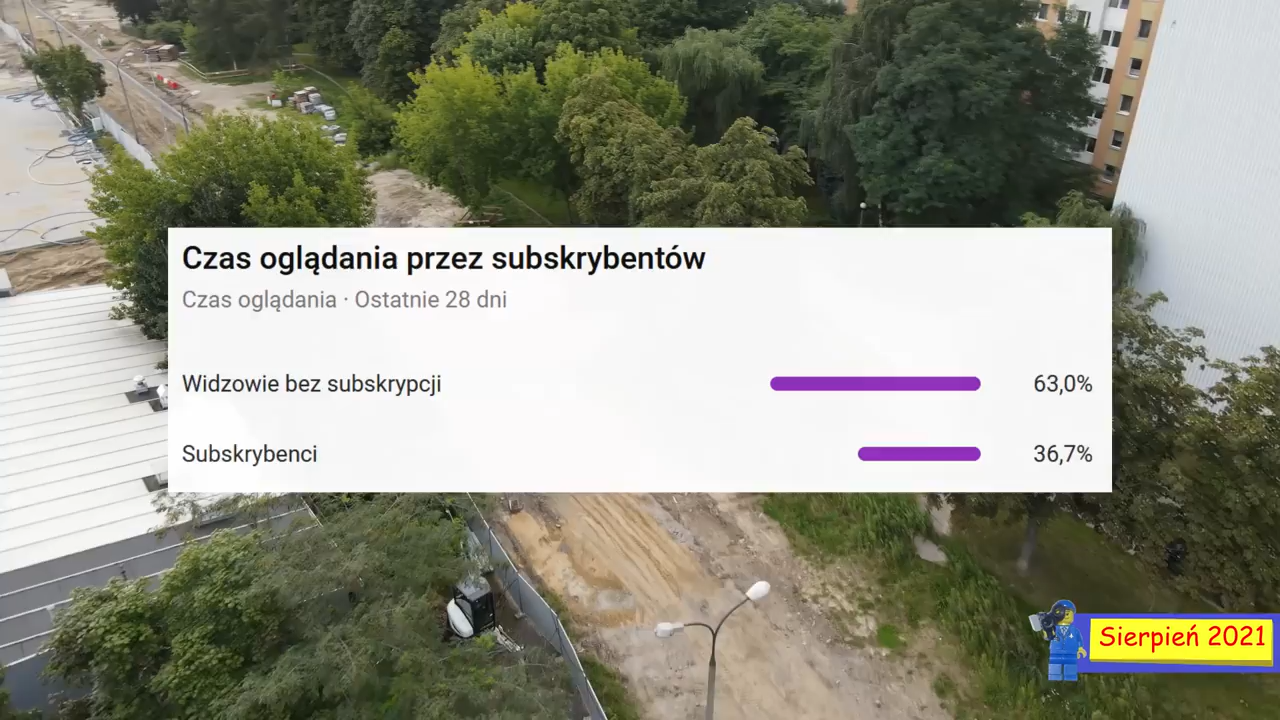 Czas oglądania przez subskrybentów
Czas oglądania · Ostatnie 28 dni
Widzowie bez subskrypcji 63,0%
Subskrybenci 36,7%
Sierpień 2021